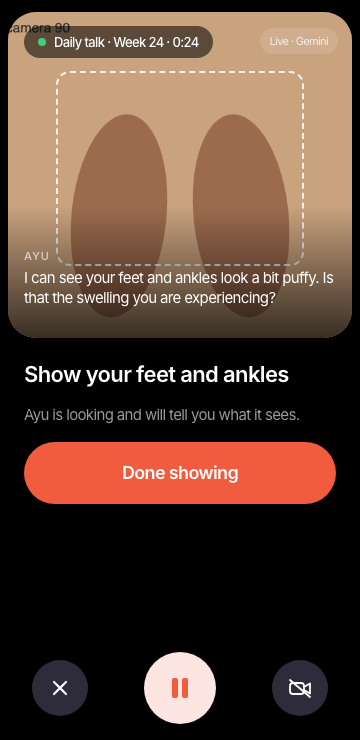 camera 90
Daily talk · Week 24 · 0:24
Live · Gemini
AYU
I can see your feet and ankles look a bit puffy. Is
that the swelling you are experiencing?
Show your feet and ankles
Ayu is looking and will tell you what it sees.
Done showing